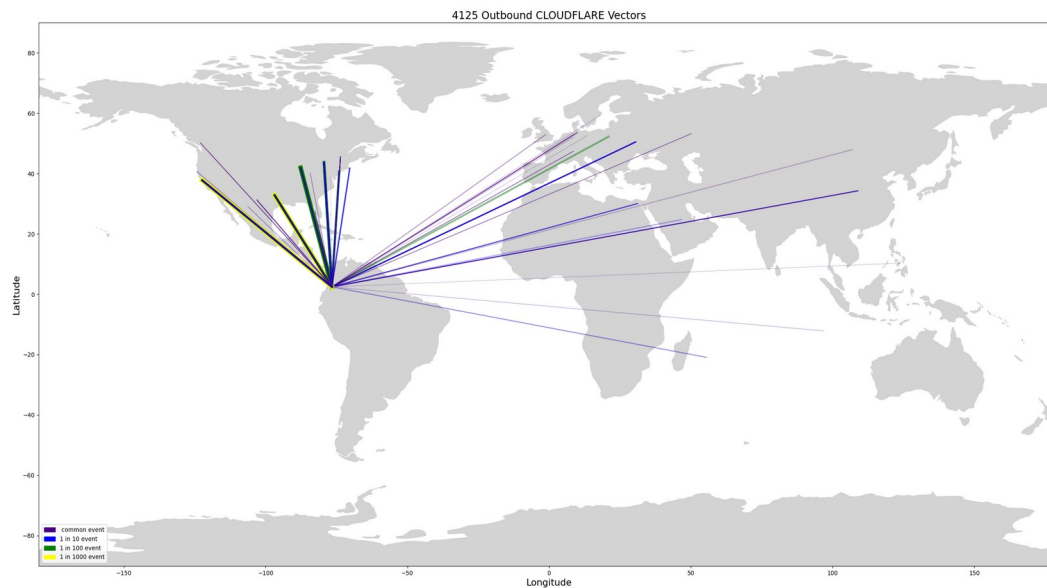 4125 Outbound CLOUDFLARE Vectors
80
60
40
20
0
−20
−40
−60
−80
Latitude
common event
1 in 10 event
1 in 100 event
1 in 1000 event
−150
−100
−50
0
50
100
150
Longitude